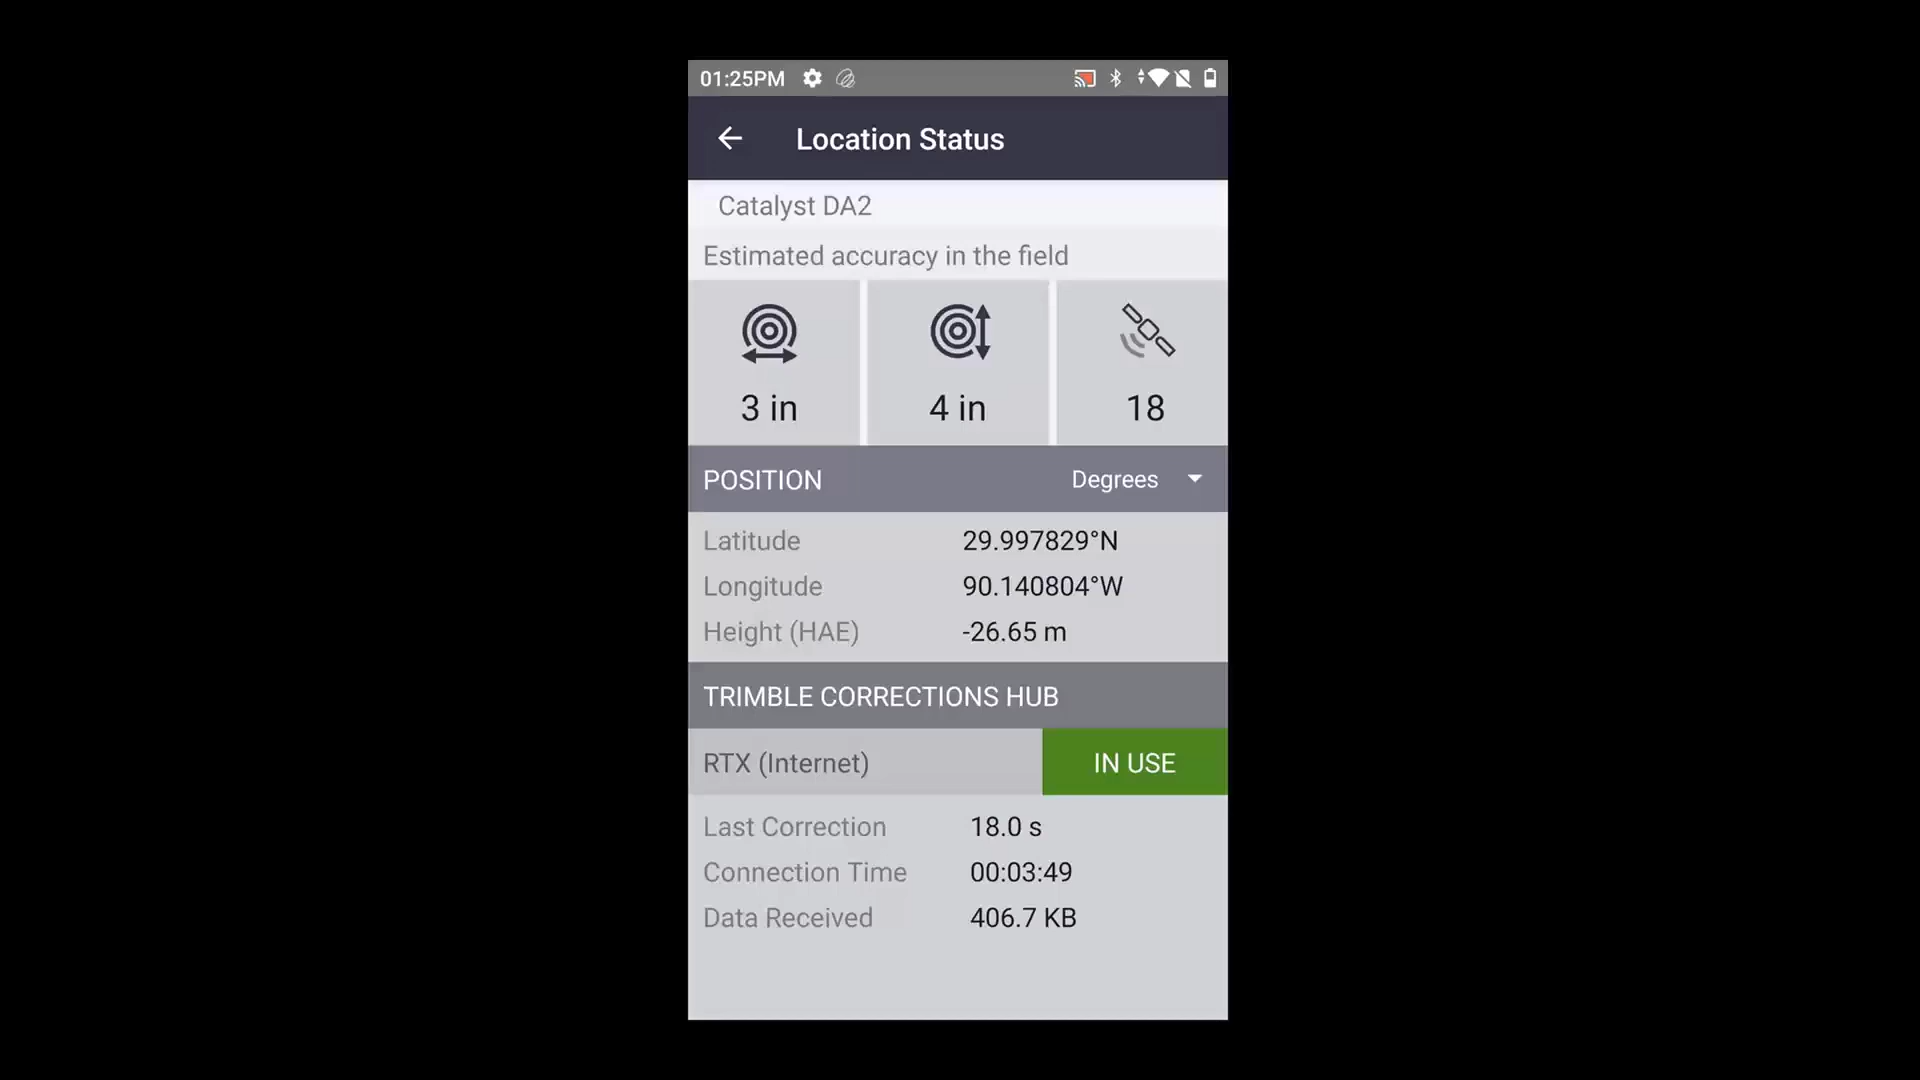 01:25PM
Location Status
Catalyst DA2
Estimated accuracy in the field
3 in 4 in 18
POSITION Degrees
Latitude 29.997829°N
Longitude 90.140804°W
Height (HAE) -26.65 m
TRIMBLE CORRECTIONS HUB
RTX (Internet) IN USE
Last Correction 18.0 s
Connection Time 00:03:49
Data Received 406.7 KB